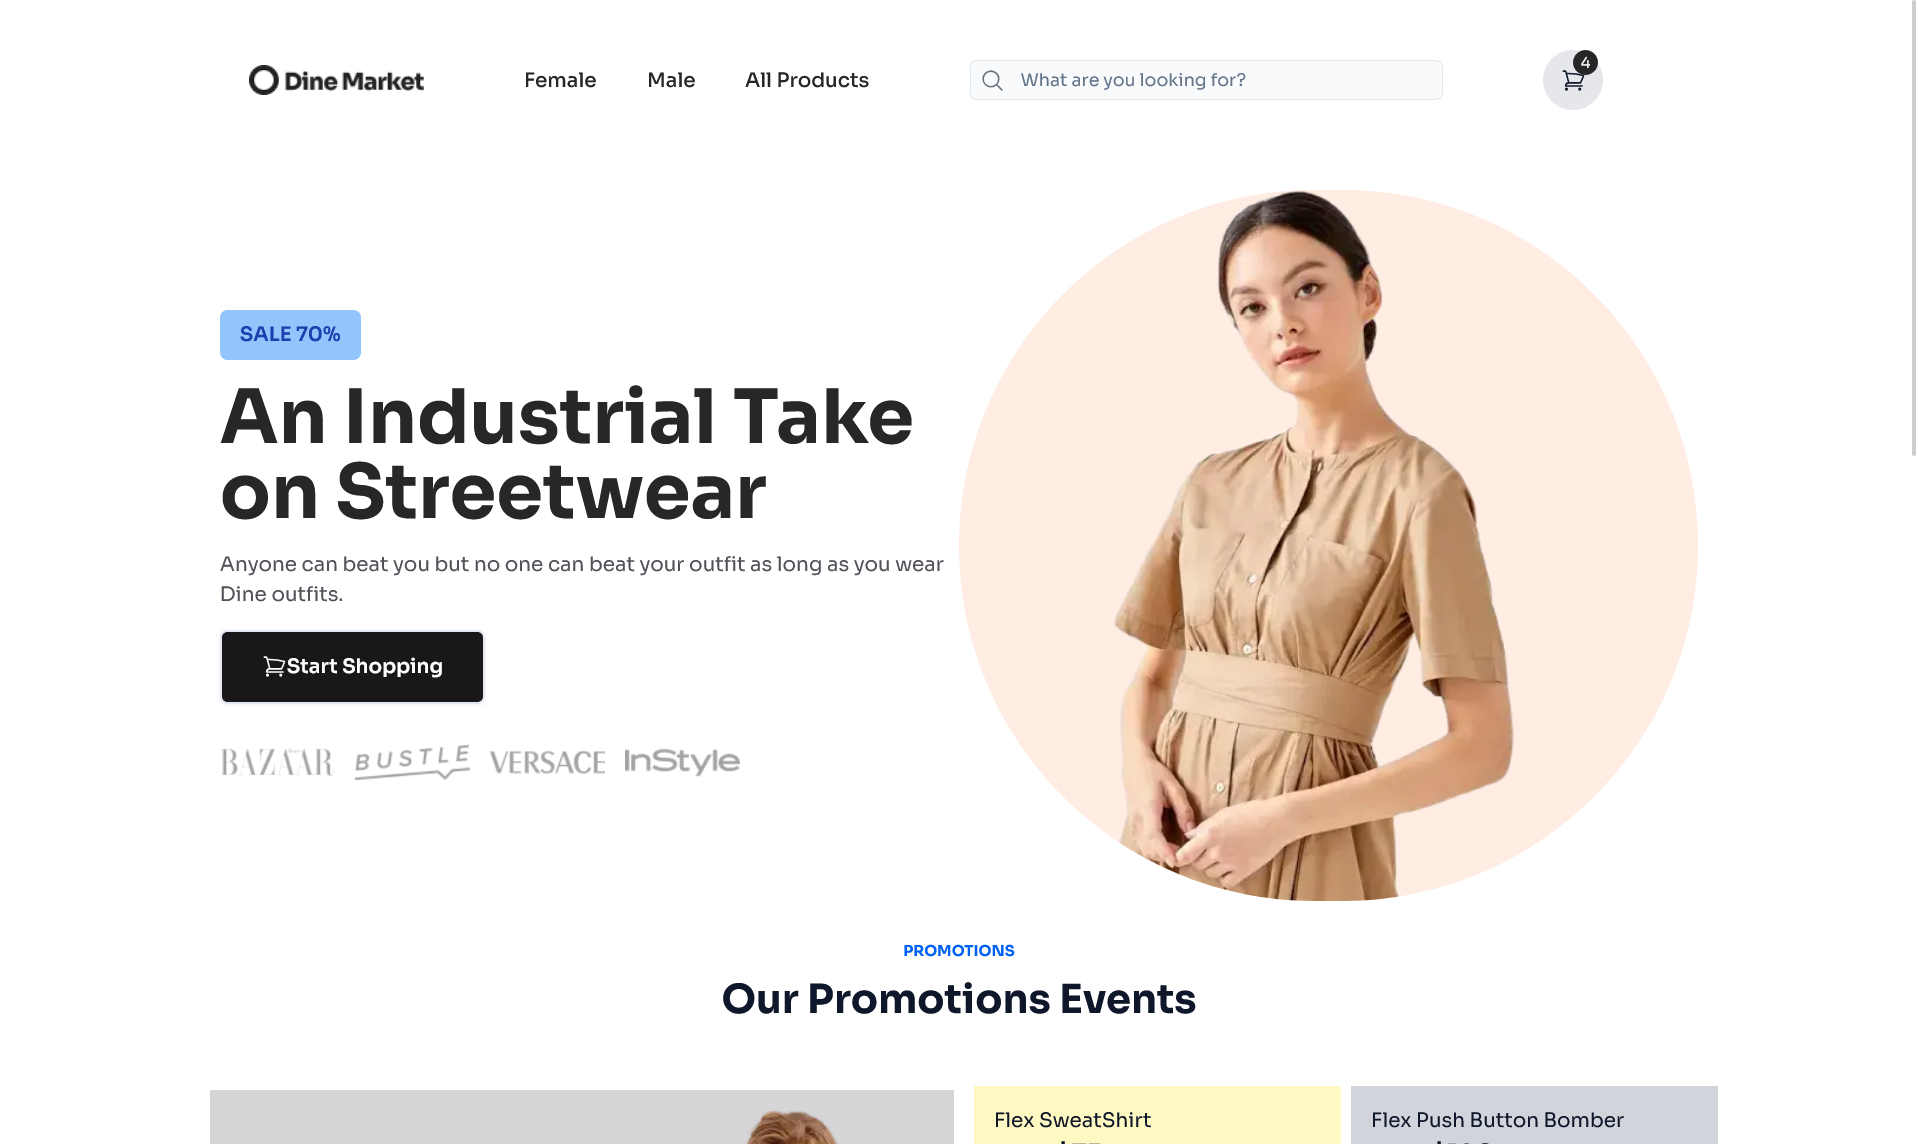 Dine Market
Female
Male
All Products
What are you looking for?
4
SALE 70%
An Industrial Take
on Streetwear
Anyone can beat you but no one can beat your outfit as long as you wear
Dine outfits.
Start Shopping
BAZAAR
BUSTLE
VERSACE
InStyle
PROMOTIONS
Our Promotions Events
Flex SweatShirt
Flex Push Button Bomber